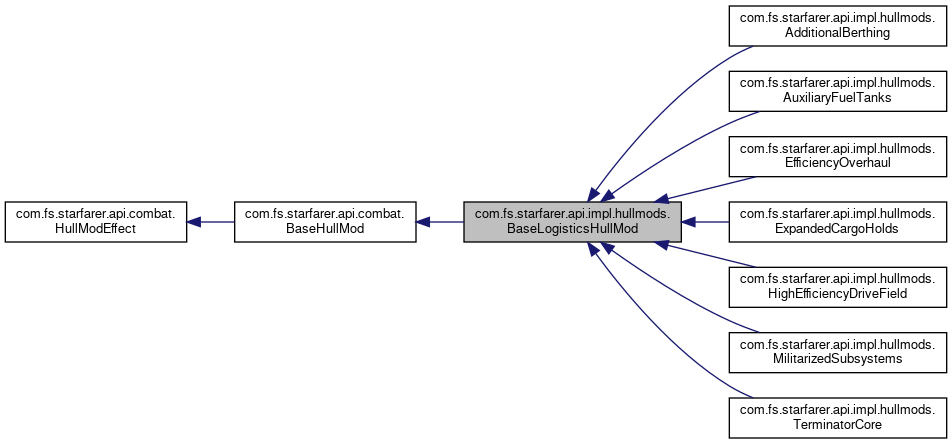 com.fs.starfarer.api.combat.
HullModEffect
com.fs.starfarer.api.combat.
BaseHullMod
com.fs.starfarer.api.impl.hullmods.
BaseLogisticsHullMod
com.fs.starfarer.api.impl.hullmods.
AdditionalBerthing
com.fs.starfarer.api.impl.hullmods.
AuxiliaryFuelTanks
com.fs.starfarer.api.impl.hullmods.
EfficiencyOverhaul
com.fs.starfarer.api.impl.hullmods.
ExpandedCargoHolds
com.fs.starfarer.api.impl.hullmods.
HighEfficiencyDriveField
com.fs.starfarer.api.impl.hullmods.
MilitarizedSubsystems
com.fs.starfarer.api.impl.hullmods.
TerminatorCore